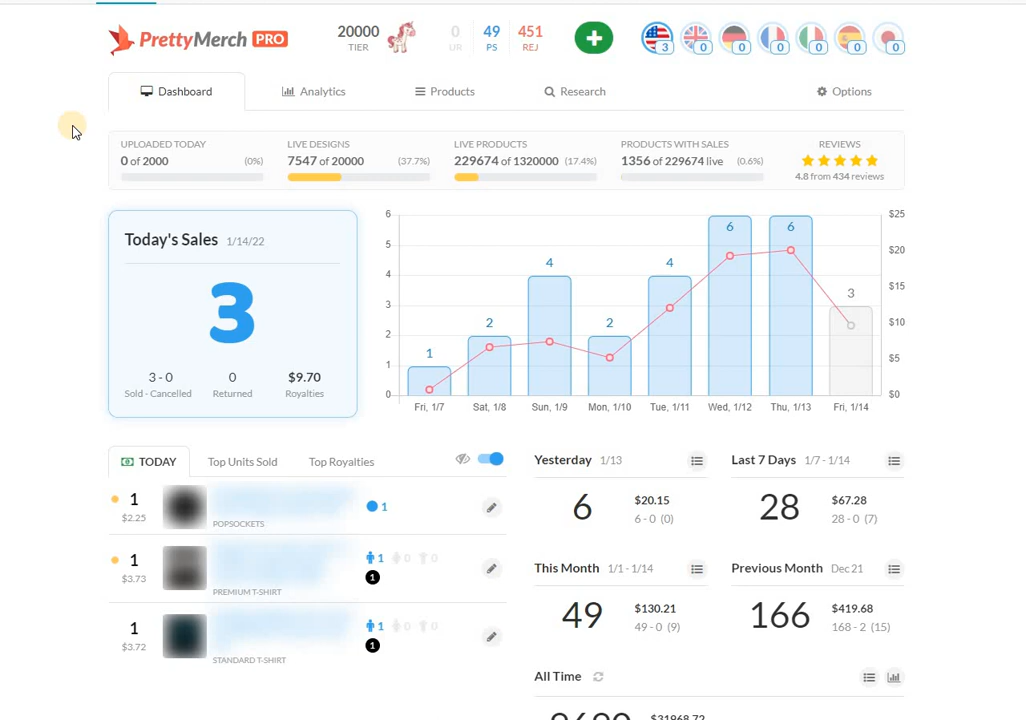 PrettyMerch PRO
20000 TIER
0 UR
49 PS
451 REJ
3
0
0
0
0
0
0
Dashboard
Analytics
Products
Research
Options
UPLOADED TODAY
0 of 2000 (0%)
LIVE DESIGNS
7547 of 20000 (37.7%)
LIVE PRODUCTS
229674 of 1320000 (17.4%)
PRODUCTS WITH SALES
1356 of 229674 live (0.6%)
REVIEWS
4.8 from 434 reviews
Today's Sales 1/14/22
3
3 - 0 0 $9.70
Sold - Cancelled Returned Royalties
6
5
4
3
2
1
0
1
2
4
2
4
6
6
3
$25
$20
$15
$10
$5
$0
Fri, 1/7 Sat, 1/8 Sun, 1/9 Mon, 1/10 Tue, 1/11 Wed, 1/12 Thu, 1/13 Fri, 1/14
TODAY Top Units Sold Top Royalties
1
$2.25
1
POPSOCKETS
1
$3.73
1 0 0
1
PREMIUM T-SHIRT
1
$3.72
1 0 0
1
STANDARD T-SHIRT
Yesterday 1/13
6
$20.15
6 - 0 (0)
Last 7 Days 1/7 - 1/14
28
$67.28
28 - 0 (7)
This Month 1/1 - 1/14
49
$130.21
49 - 0 (9)
Previous Month Dec 21
166
$419.68
168 - 2 (15)
All Time